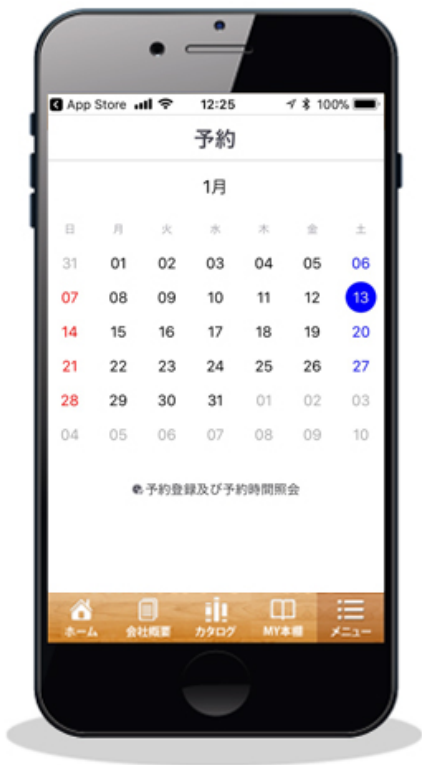 App Store 12:25 100%
予約
1月
日 月 火 水 木 金 土
31 01 02 03 04 05 06
07 08 09 10 11 12 13
14 15 16 17 18 19 20
21 22 23 24 25 26 27
28 29 30 31 01 02 03
04 05 06 07 08 09 10
予約登録及び予約時間照会
ホーム 会社概要 カタログ MY本棚 メニュー